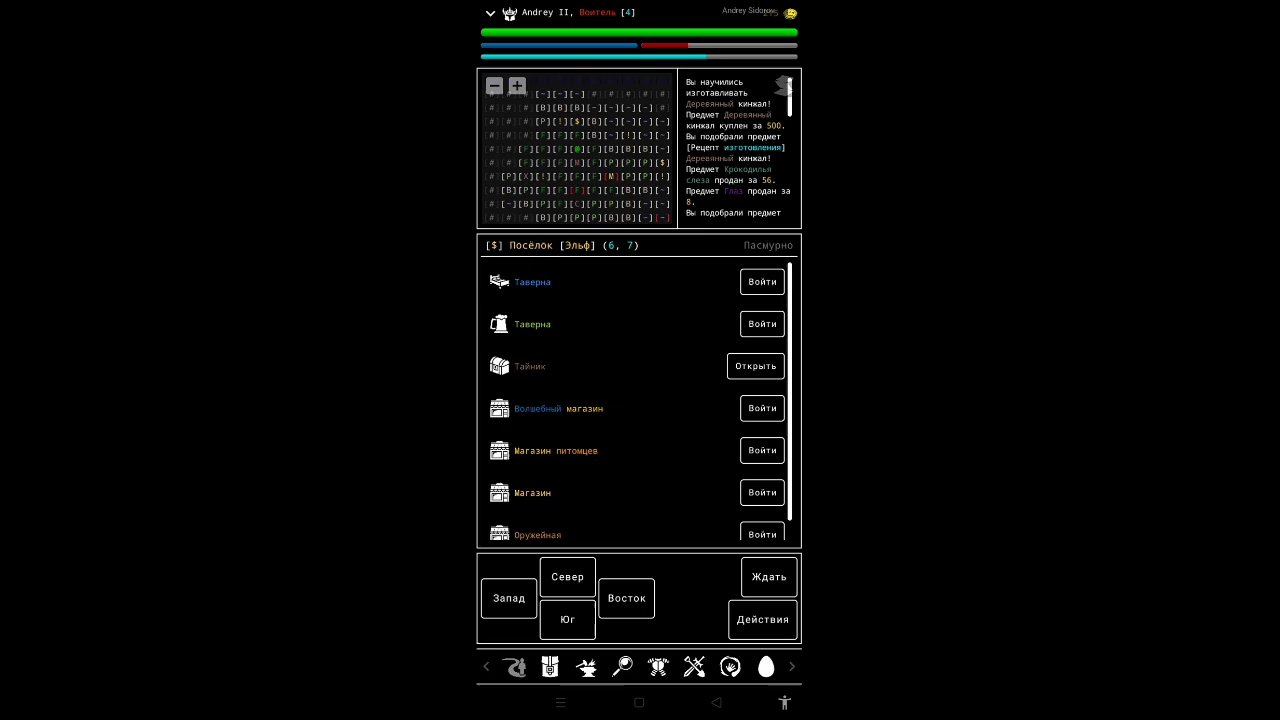 Andrey II, Воитель [4]
Andrey Sidorov
Вы научились
изготавливать
Деревянный кинжал!
Предмет Деревянный
кинжал куплен за 500.
Вы подобрали предмет
[Рецепт изготовления]
Деревянный кинжал!
Предмет Крокодилья
слеза продан за 56.
Предмет Глаз продан за
8.
Вы подобрали предмет
[$] Посёлок [Эльф] (6, 7)
Пасмурно
Таверна
Войти
Таверна
Войти
Тайник
Открыть
Волшебный магазин
Войти
Магазин питомцев
Войти
Магазин
Войти
Оружейная
Войти
Север
Ждать
Запад
Восток
Юг
Действия